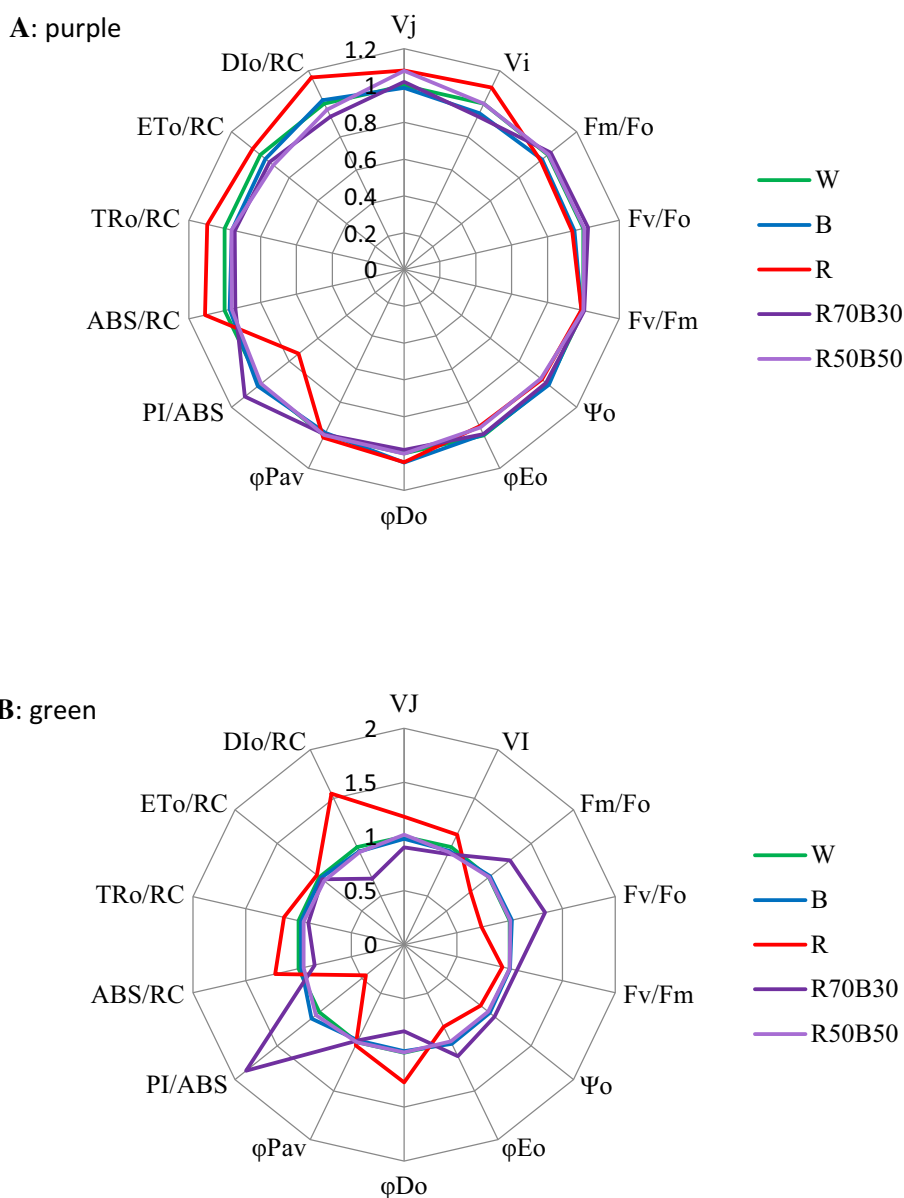 A: purple
Vj
Vi
Fm/Fo
Fv/Fo
Fv/Fm
Ψo
φEo
φDo
φPav
PI/ABS
ABS/RC
TRo/RC
ETo/RC
DIo/RC
1.2
1
0.8
0.6
0.4
0.2
0
W
B
R
R70B30
R50B50
B: green
VJ
VI
Fm/Fo
Fv/Fo
Fv/Fm
Ψo
φEo
φDo
φPav
PI/ABS
ABS/RC
TRo/RC
ETo/RC
DIo/RC
2
1.5
1
0.5
0
W
B
R
R70B30
R50B50